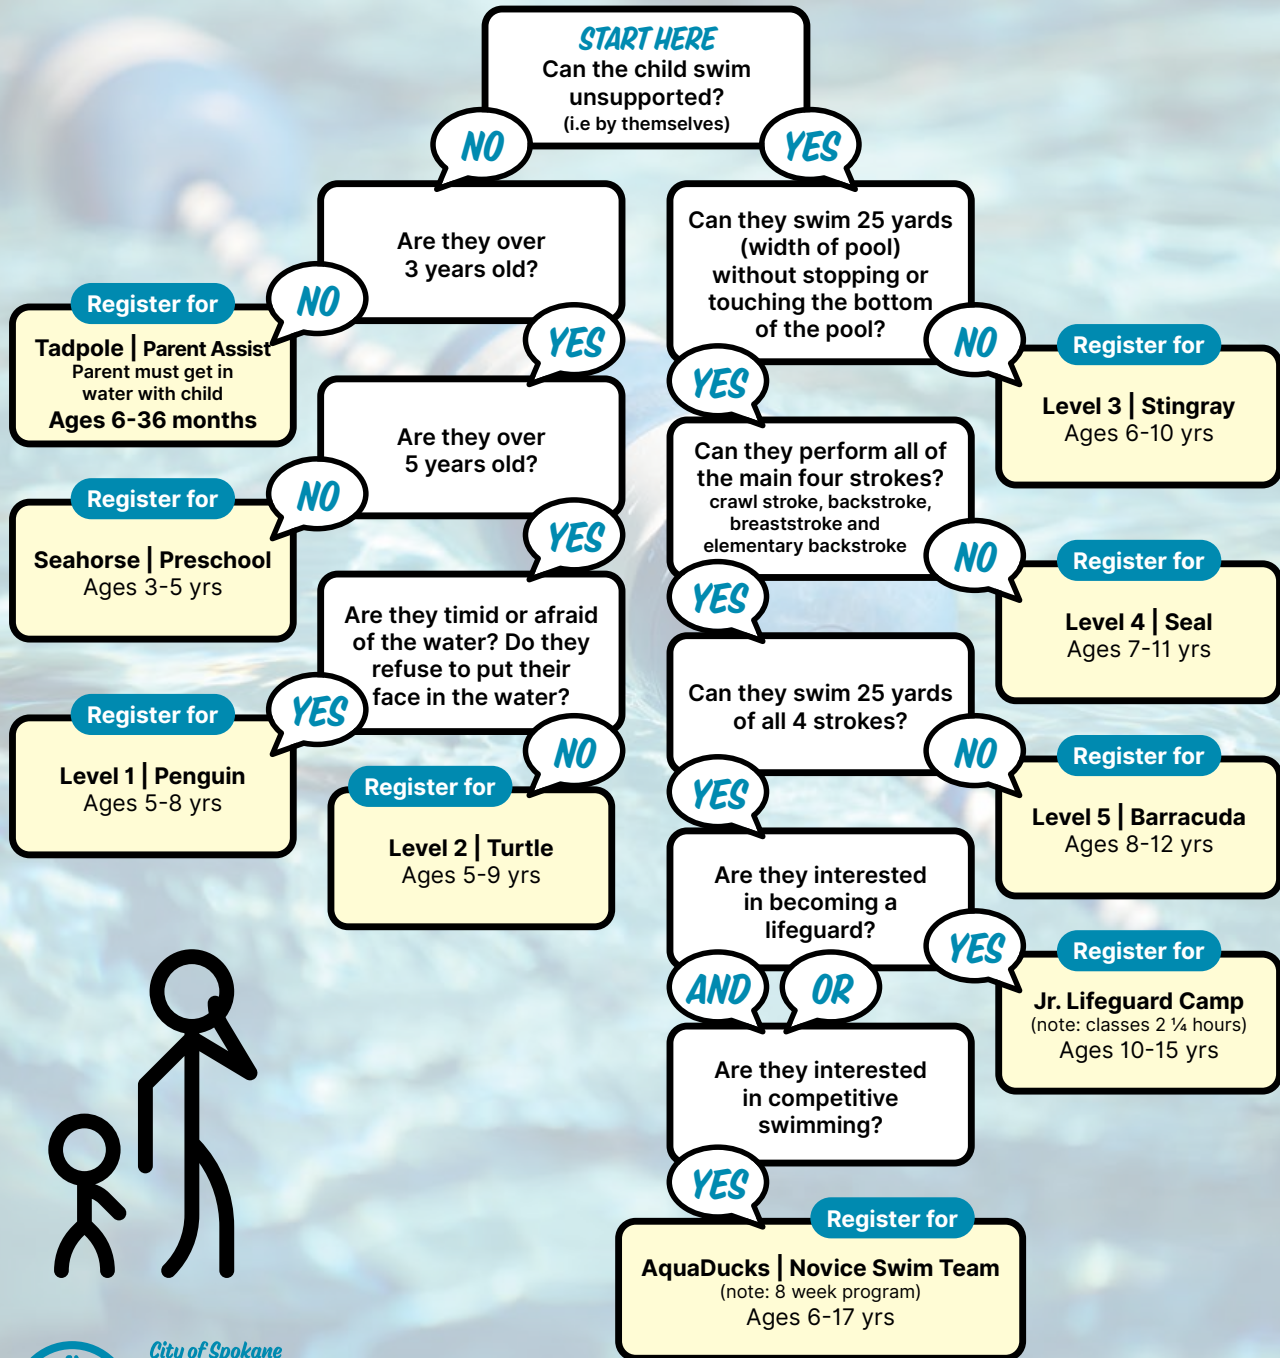 START HERE
Can the child swim
unsupported?
(i.e by themselves)
NO
YES
Are they over
3 years old?
NO
YES
Register for
Tadpole | Parent Assist
Parent must get in
water with child
Ages 6-36 months
Are they over
5 years old?
NO
YES
Register for
Seahorse | Preschool
Ages 3-5 yrs
Are they timid or afraid
of the water? Do they
refuse to put their
face in the water?
YES
NO
Register for
Level 1 | Penguin
Ages 5-8 yrs
Register for
Level 2 | Turtle
Ages 5-9 yrs
Can they swim 25 yards
(width of pool)
without stopping or
touching the bottom
of the pool?
NO
YES
Register for
Level 3 | Stingray
Ages 6-10 yrs
Can they perform all of
the main four strokes?
crawl stroke, backstroke,
breaststroke and
elementary backstroke
NO
YES
Register for
Level 4 | Seal
Ages 7-11 yrs
Can they swim 25 yards
of all 4 strokes?
NO
YES
Register for
Level 5 | Barracuda
Ages 8-12 yrs
Are they interested
in becoming a
lifeguard?
YES
AND
OR
Register for
Jr. Lifeguard Camp
(note: classes 2 ¼ hours)
Ages 10-15 yrs
Are they interested
in competitive
swimming?
YES
Register for
AquaDucks | Novice Swim Team
(note: 8 week program)
Ages 6-17 yrs
City of Spokane